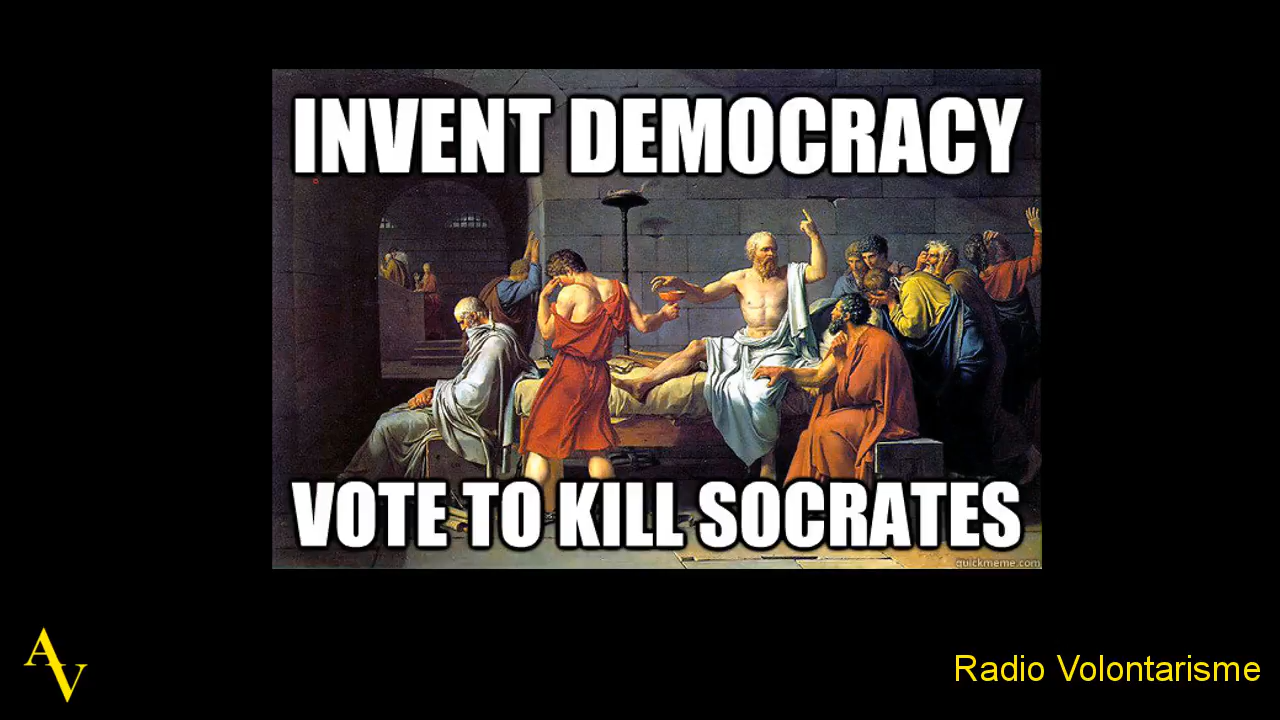 INVENT DEMOCRACY
VOTE TO KILL SOCRATES
quickmeme.com
AV
Radio Volontarisme